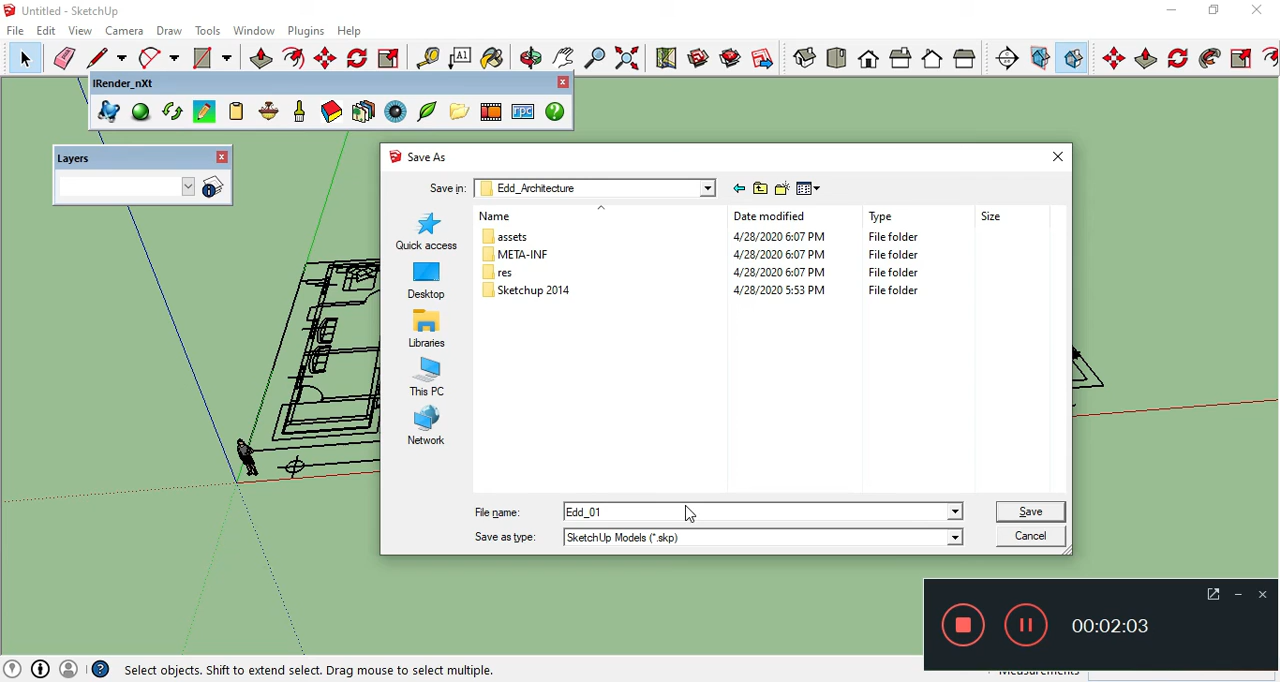 Untitled - SketchUp
File Edit View Camera Draw Tools Window Plugins Help
A1
IRender_nXt
rpc
Layers
Save As
Save in: Edd_Architecture
Name Date modified Type Size
assets 4/28/2020 6:07 PM File folder
META-INF 4/28/2020 6:07 PM File folder
res 4/28/2020 6:07 PM File folder
Sketchup 2014 4/28/2020 5:53 PM File folder
Quick access
Desktop
Libraries
This PC
Network
File name: Edd_01 Save
Save as type: SketchUp Models (*.skp) Cancel
00:02:03
Select objects. Shift to extend select. Drag mouse to select multiple.
Measurements